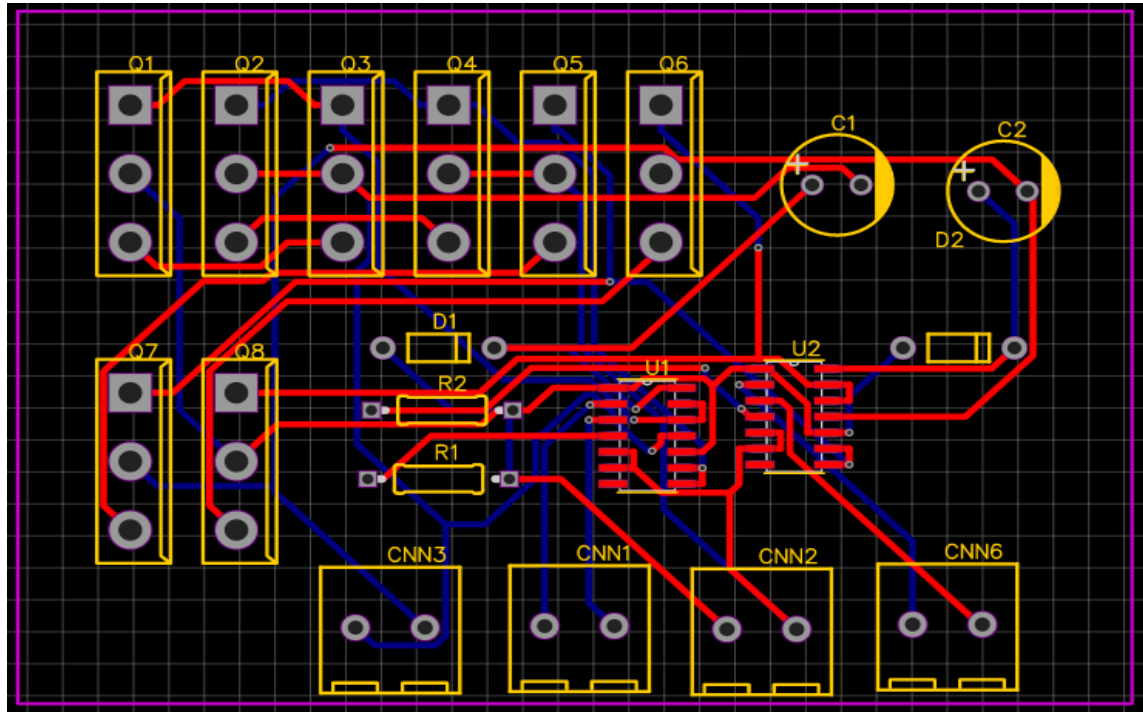 Q1 Q2 Q3 Q4 Q5 Q6
C1 C2
D2
D1
Q7 Q8
U2
U1
R2
R1
CNN3 CNN1 CNN2 CNN6